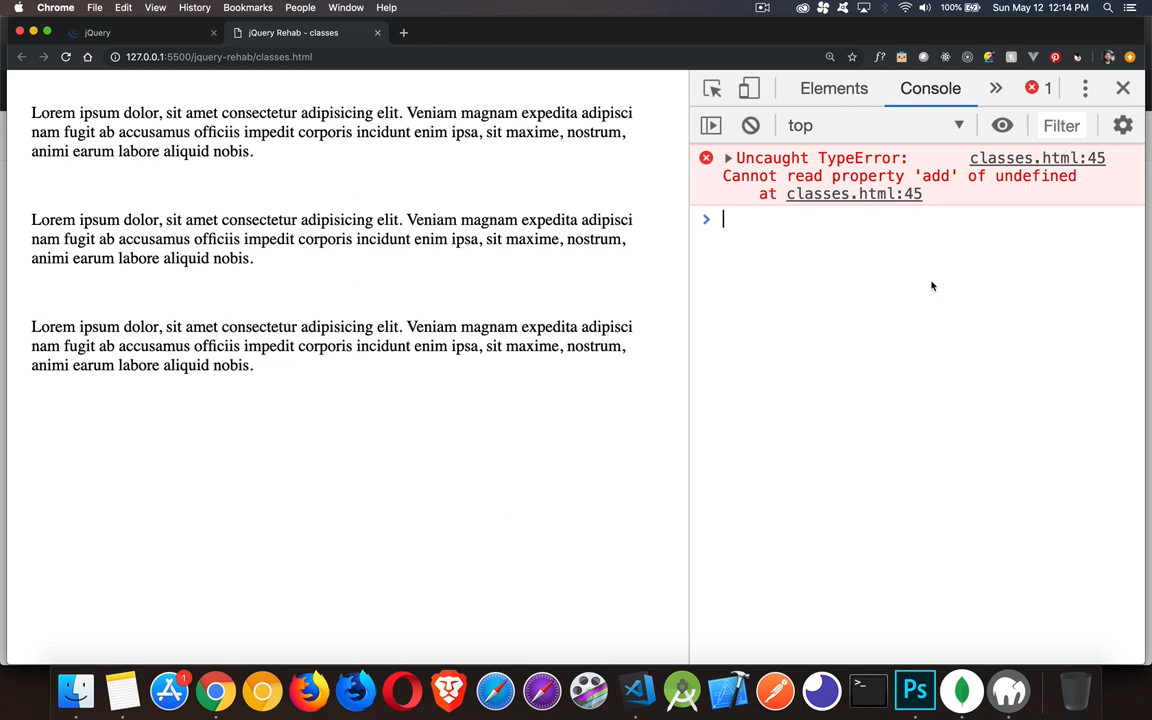 Chrome File Edit View History Bookmarks People Window Help 100% Sun May 12 12:14 PM
jQuery jQuery Rehab - classes
127.0.0.1:5500/jquery-rehab/classes.html f?
Elements Console 1
top Filter
Uncaught TypeError: classes.html:45
Cannot read property 'add' of undefined
at classes.html:45
Lorem ipsum dolor, sit amet consectetur adipisicing elit. Veniam magnam expedita adipisci
nam fugit ab accusamus officiis impedit corporis incidunt enim ipsa, sit maxime, nostrum,
animi earum labore aliquid nobis.
Lorem ipsum dolor, sit amet consectetur adipisicing elit. Veniam magnam expedita adipisci
nam fugit ab accusamus officiis impedit corporis incidunt enim ipsa, sit maxime, nostrum,
animi earum labore aliquid nobis.
Lorem ipsum dolor, sit amet consectetur adipisicing elit. Veniam magnam expedita adipisci
nam fugit ab accusamus officiis impedit corporis incidunt enim ipsa, sit maxime, nostrum,
animi earum labore aliquid nobis.
1
Ps